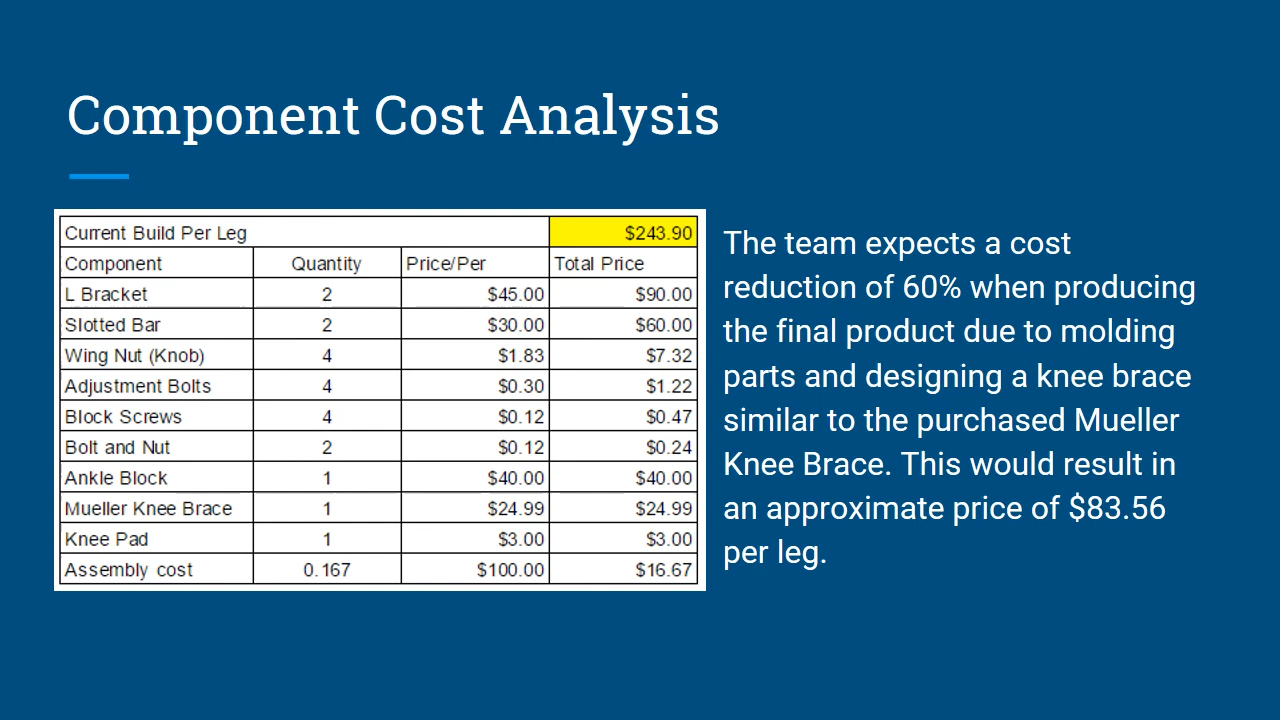 Component Cost Analysis
Current Build Per Leg $243.90
Component Quantity Price/Per Total Price
L Bracket 2 $45.00 $90.00
Slotted Bar 2 $30.00 $60.00
Wing Nut (Knob) 4 $1.83 $7.32
Adjustment Bolts 4 $0.30 $1.22
Block Screws 4 $0.12 $0.47
Bolt and Nut 2 $0.12 $0.24
Ankle Block 1 $40.00 $40.00
Mueller Knee Brace 1 $24.99 $24.99
Knee Pad 1 $3.00 $3.00
Assembly cost 0.167 $100.00 $16.67
The team expects a cost
reduction of 60% when producing
the final product due to molding
parts and designing a knee brace
similar to the purchased Mueller
Knee Brace. This would result in
an approximate price of $83.56
per leg.